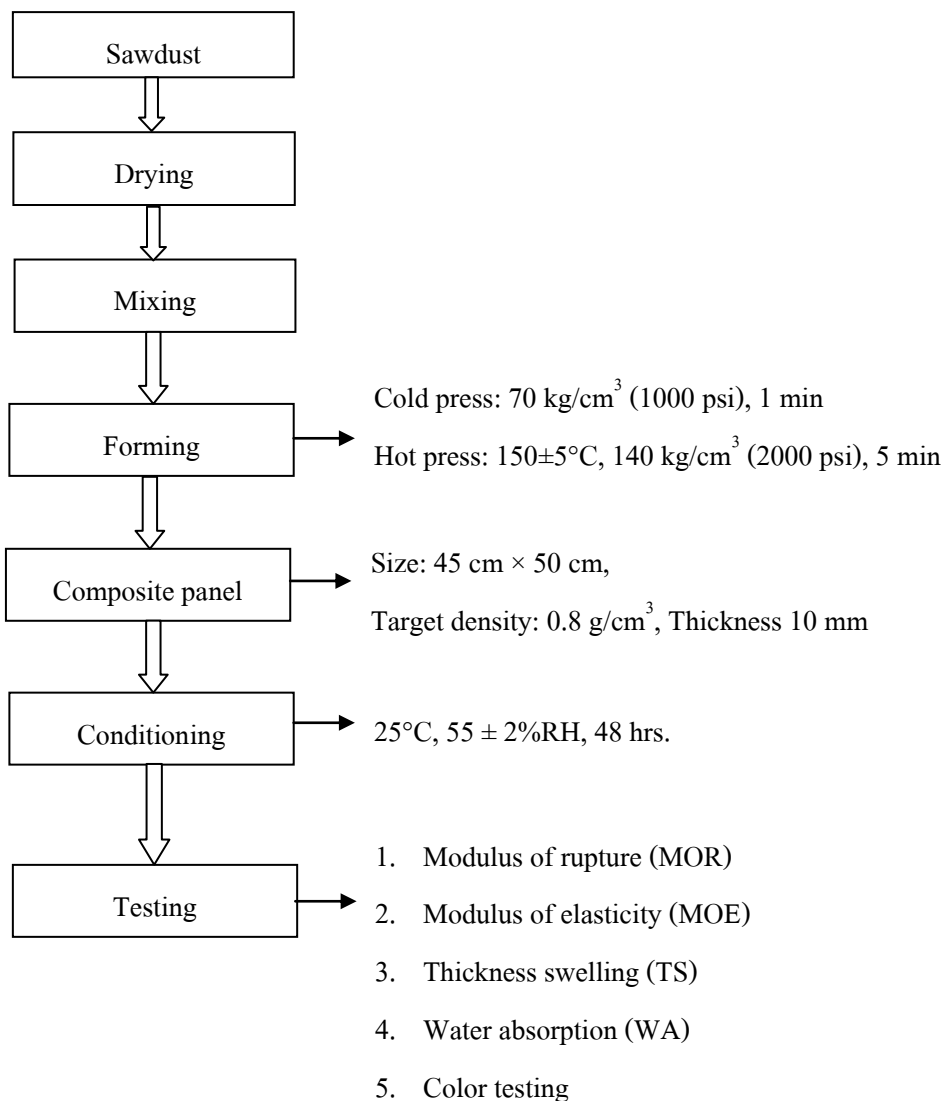 Sawdust
Drying
Mixing
Forming
Cold press: 70 kg/cm³ (1000 psi), 1 min
Hot press: 150±5°C, 140 kg/cm³ (2000 psi), 5 min
Composite panel
Size: 45 cm × 50 cm,
Target density: 0.8 g/cm³, Thickness 10 mm
Conditioning
25°C, 55 ± 2%RH, 48 hrs.
Testing
1. Modulus of rupture (MOR)
2. Modulus of elasticity (MOE)
3. Thickness swelling (TS)
4. Water absorption (WA)
5. Color testing